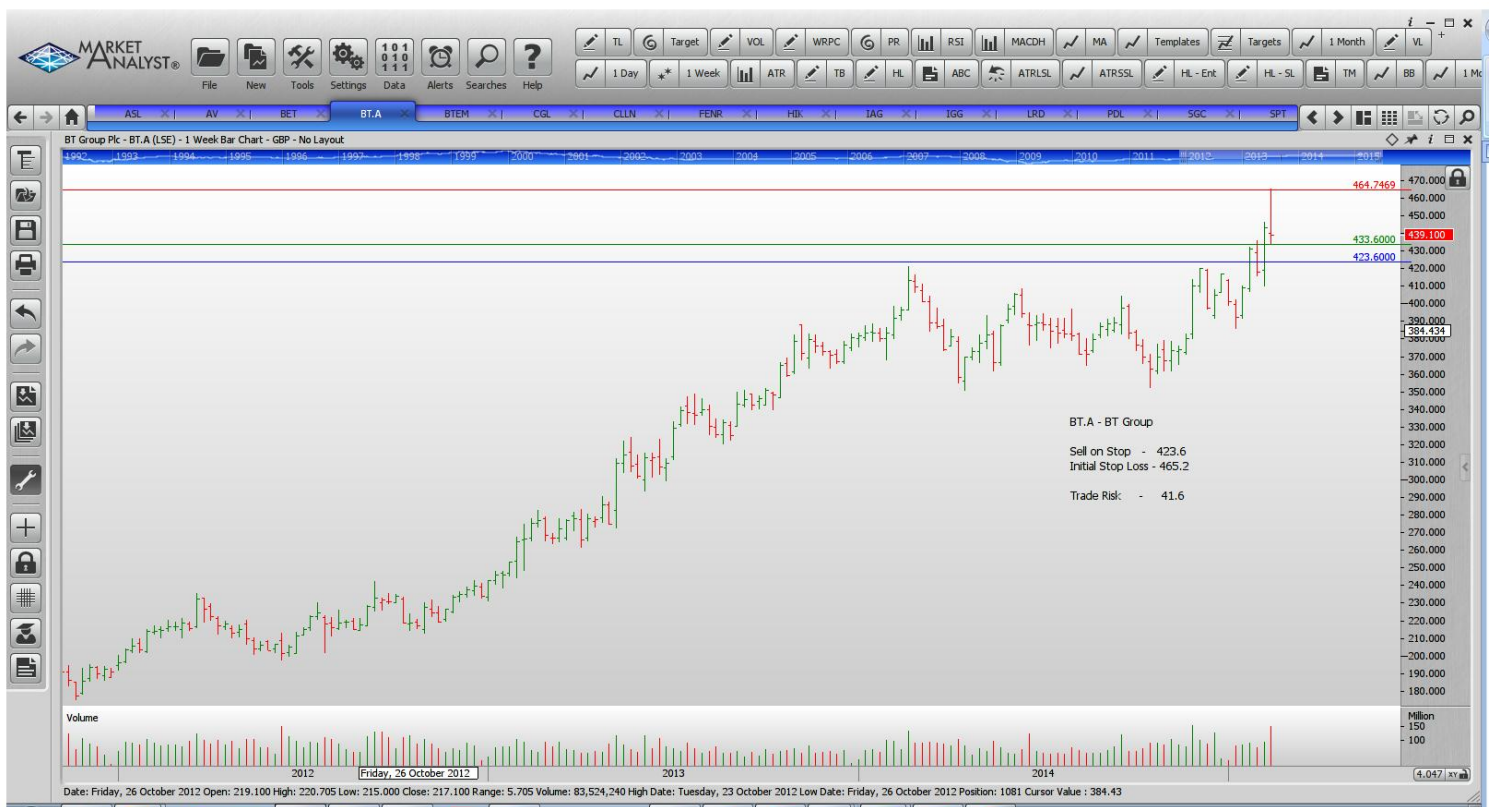 i
MARKET ANALYST®
File New Tools Settings Data Alerts Searches Help
101
010
111
TL Target VOL WRPC PR RSI MACDH MA Templates Targets 1 Month VL
1 Day 1 Week ATR TB HL ABC ATRLSL ATRSSL HL - Ent HL - SL TM BB 1 Mo
ASL AV BET BT.A BTEM CGL CLLN FENR HIK IAG IGG LRD PDL SGC SPT
BT Group Plc - BT.A (LSE) - 1 Week Bar Chart - GBP - No Layout
i
1992 1993 1994 1995 1996 1997 1998 1999 2000 2001 2002 2003 2004 2005 2006 2007 2008 2009 2010 2011 2012 2013 2014 2015
470.000
464.7469
460.000
450.000
439.100
433.6000
430.000
423.6000
420.000
410.000
400.000
390.000
384.434
380.000
370.000
360.000
350.000
340.000
330.000
320.000
310.000
300.000
290.000
280.000
270.000
260.000
250.000
240.000
230.000
220.000
210.000
200.000
190.000
180.000
BT.A - BT Group
Sell on Stop - 423.6
Initial Stop Loss - 465.2
Trade Risk - 41.6
Volume
Million
150
100
2012 Friday, 26 October 2012 2013 2014
4.047 XY
Date: Friday, 26 October 2012 Open: 219.100 High: 220.705 Low: 215.000 Close: 217.100 Range: 5.705 Volume: 83,524,240 High Date: Tuesday, 23 October 2012 Low Date: Friday, 26 October 2012 Position: 1081 Cursor Value : 384.43